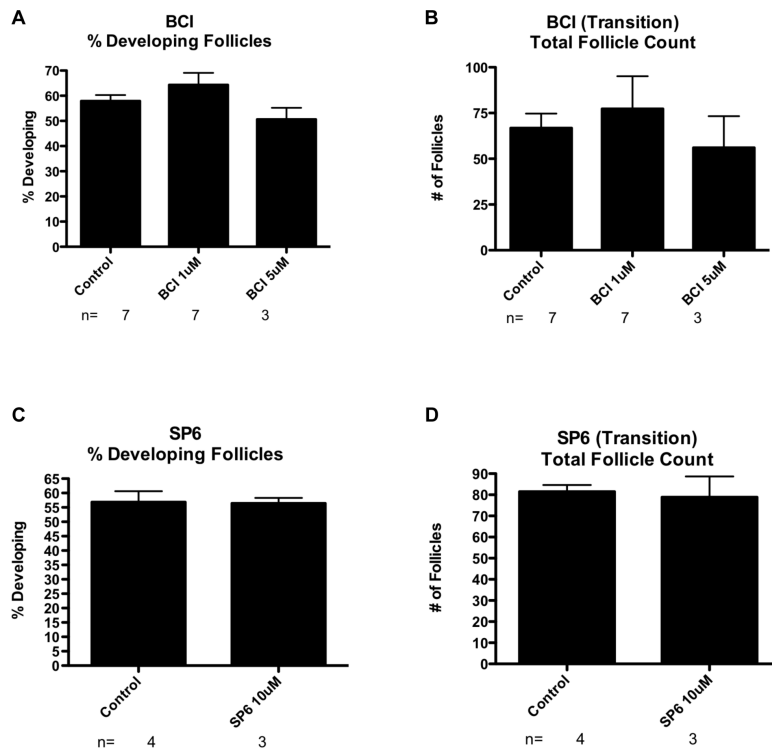 A
BCI
% Developing Follicles
% Developing
70
60
50
40
30
20
10
0
Control
BCI 1uM
BCI 5uM
n= 7 7 3
B
BCI (Transition)
Total Follicle Count
# of Follicles
100
75
50
25
0
Control
BCI 1uM
BCI 5uM
n= 7 7 3
C
SP6
% Developing Follicles
% Developing
65
60
55
50
45
40
35
30
25
20
15
10
5
0
Control
SP6 10uM
n= 4 3
D
SP6 (Transition)
Total Follicle Count
# of Follicles
90
80
70
60
50
40
30
20
10
0
Control
SP6 10uM
n= 4 3